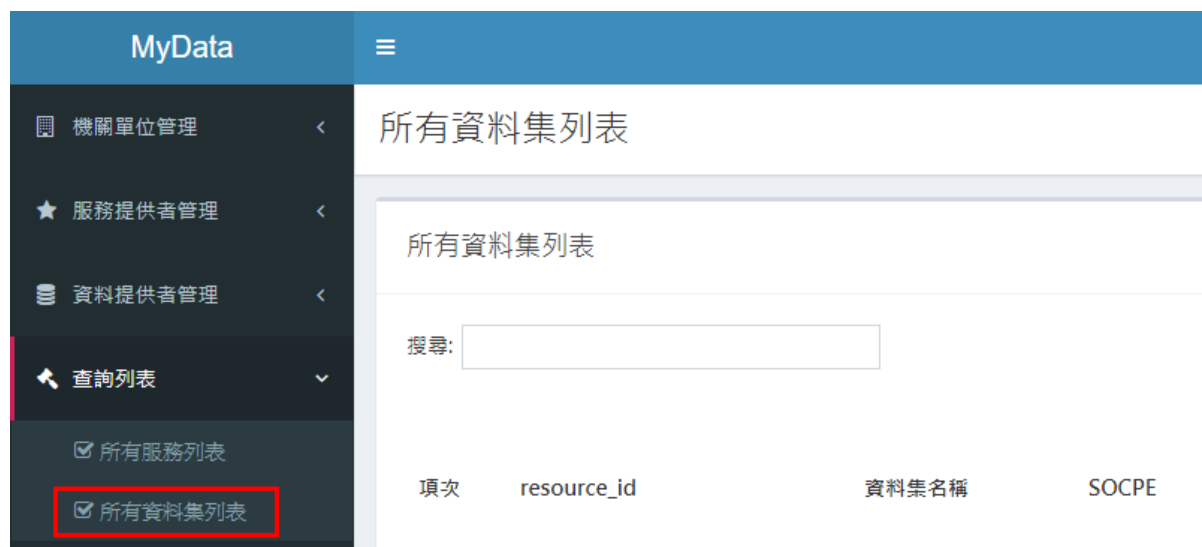 MyData
機關單位管理
服務提供者管理
資料提供者管理
查詢列表
所有服務列表
所有資料集列表
所有資料集列表
所有資料集列表
搜尋:
項次 resource_id 資料集名稱 SOCPE